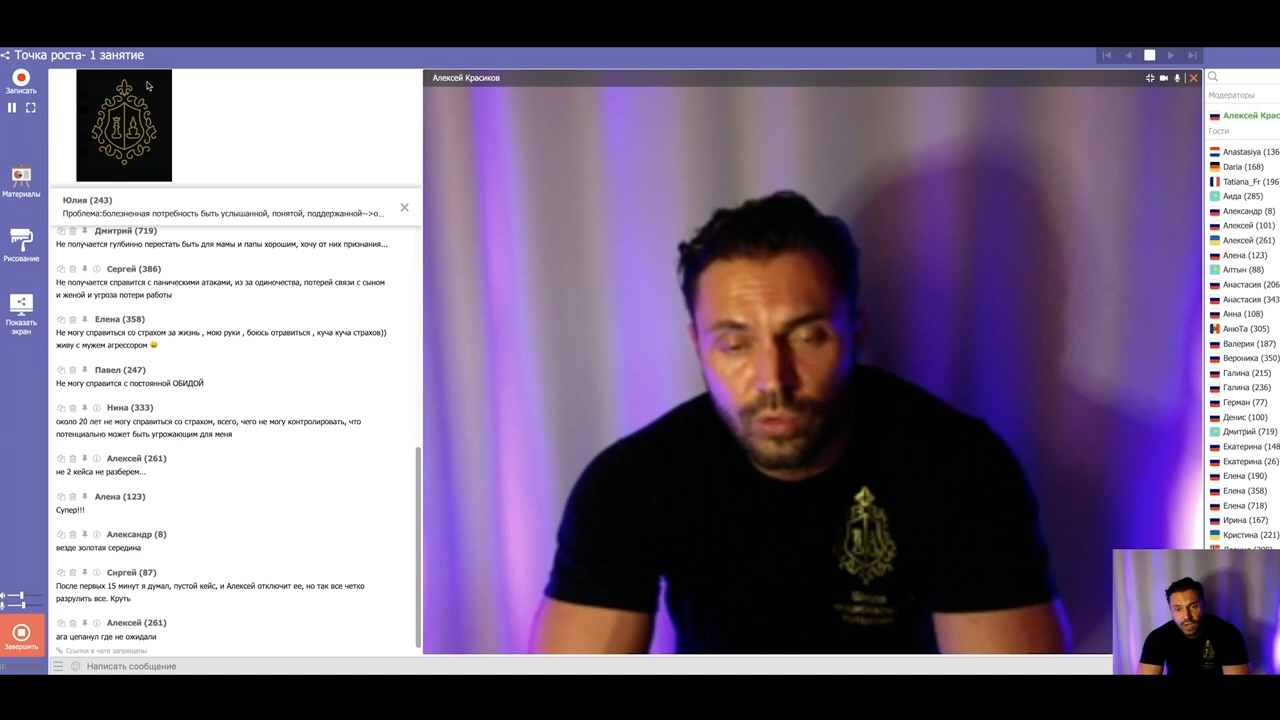 Точка роста- 1 занятие
Записать
Материалы
Рисование
Показать
экран
Завершить
Юлия (243)
Проблема:болезненная потребность быть услышанной, понятой, поддержанной-->о...
Дмитрий (719)
Не получается гулбинно перестать быть для мамы и папы хорошим, хочу от них признания...
Сергей (386)
Не получается справится с паническими атаками, из за одиночества, потерей связи с сыном
и женой и угроза потери работы
Елена (358)
Не могу справиться со страхом за жизнь , мою руки , боюсь отравиться , куча куча страхов))
живу с мужем агрессором
Павел (247)
Не могу справится с постоянной ОБИДОЙ
Нина (333)
около 20 лет не могу справиться со страхом, всего, чего не могу контролировать, что
потенциально может быть угрожающим для меня
Алексей (261)
не 2 кейса не разберем...
Алена (123)
Супер!!!
Александр (8)
везде золотая середина
Снргей (87)
После первых 15 минут я думал, пустой кейс, и Алексей отключит ее, но так все четко
разрулить все. Круть
Алексей (261)
ага цепанул где не ожидали
Ссылки в чате запрещены
Написать сообщение
Алексей Красиков
Модераторы
Алексей Крас
Гости
Anastasiya (136
Daria (168)
Tatiana_Fr (196
Аида (285)
Александр (8)
Алексей (101)
Алексей (261)
Алена (123)
Алтын (88)
Анастасия (206
Анастасия (343
Анна (108)
АнюТа (305)
Валерия (187)
Вероника (350)
Галина (215)
Галина (236)
Герман (77)
Денис (100)
Дмитрий (719)
Екатерина (148
Екатерина (26)
Елена (190)
Елена (358)
Елена (718)
Ирина (167)
Кристина (221)